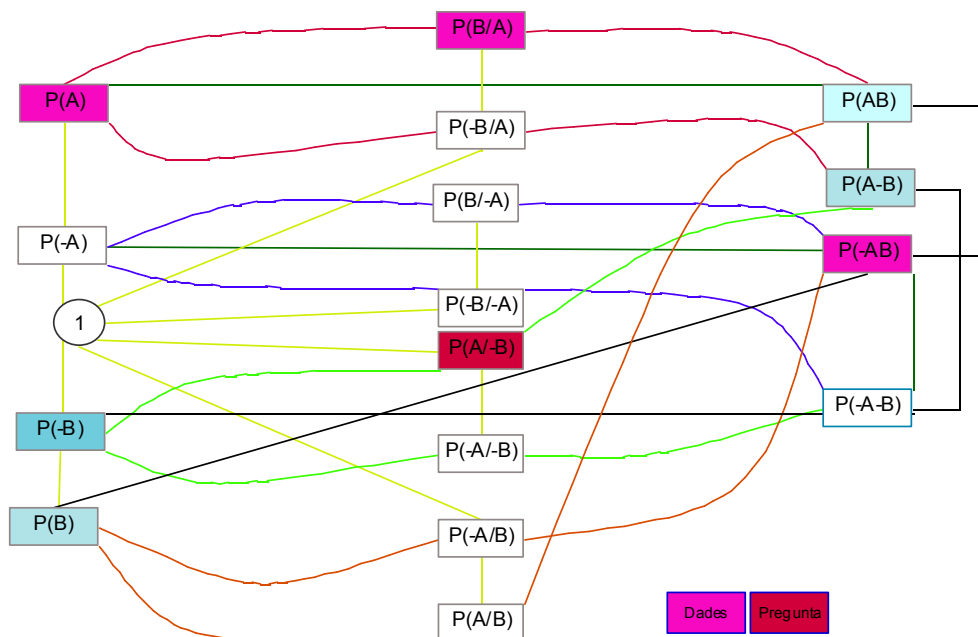 P(B/A)
P(A)
P(AB)
P(-B/A)
P(A-B)
P(B/-A)
P(-A)
P(-AB)
P(-B/-A)
1
P(A/-B)
P(-A-B)
P(-B)
P(-A/-B)
P(B)
P(-A/B)
P(A/B)
Dades
Pregunta